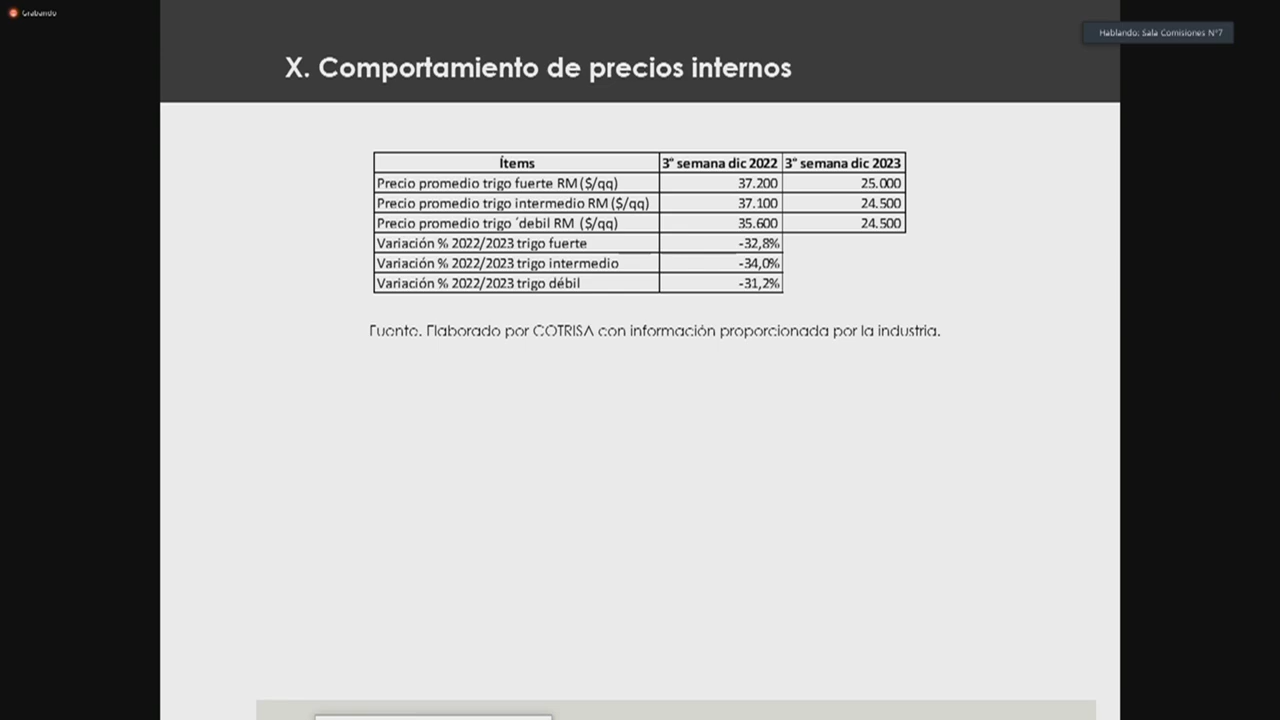 Grabando
Hablando: Sala Comisiones N°7
X. Comportamiento de precios internos
Ítems 3° semana dic 2022 3° semana dic 2023
Precio promedio trigo fuerte RM ($/qq) 37.200 25.000
Precio promedio trigo intermedio RM ($/qq) 37.100 24.500
Precio promedio trigo ´debil RM ($/qq) 35.600 24.500
Variación % 2022/2023 trigo fuerte -32,8%
Variación % 2022/2023 trigo intermedio -34,0%
Variación % 2022/2023 trigo débil -31,2%
Fuente. Elaborado por COTRISA con información proporcionada por la industria.